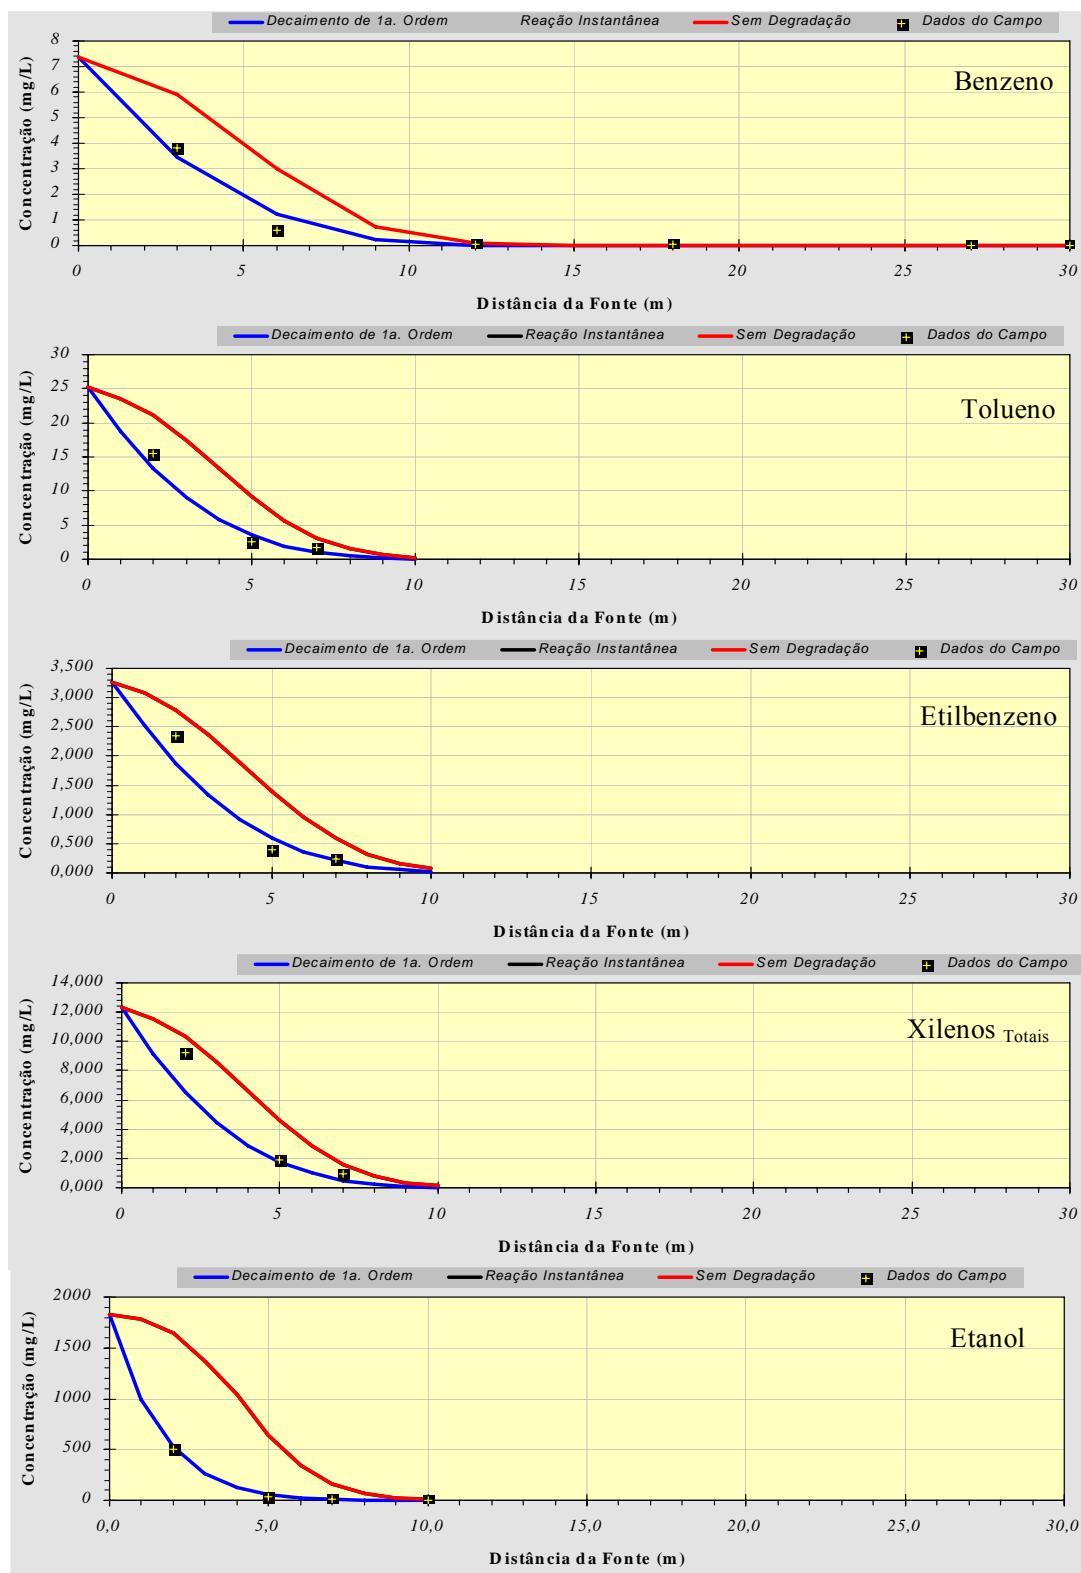 Decaimento de 1a. Ordem Reação Instantânea Sem Degradação Dados do Campo
Concentração (mg/L)
8
7
6
5
4
3
2
1
0
Benzeno
0 5 10 15 20 25 30
Distância da Fonte (m)
Decaimento de 1a. Ordem Reação Instantânea Sem Degradação Dados do Campo
Concentração (mg/L)
30
25
20
15
10
5
0
Tolueno
0 5 10 15 20 25 30
Distância da Fonte (m)
Decaimento de 1a. Ordem Reação Instantânea Sem Degradação Dados do Campo
Concentração (mg/L)
3,500
3,000
2,500
2,000
1,500
1,000
0,500
0,000
Etilbenzeno
0 5 10 15 20 25 30
Distância da Fonte (m)
Decaimento de 1a. Ordem Reação Instantânea Sem Degradação Dados do Campo
Concentração (mg/L)
14,000
12,000
10,000
8,000
6,000
4,000
2,000
0,000
Xilenos Totais
0 5 10 15 20 25 30
Distância da Fonte (m)
Decaimento de 1a. Ordem Reação Instantânea Sem Degradação Dados do Campo
Concentração (mg/L)
2000
1500
1000
500
0
Etanol
0,0 5,0 10,0 15,0 20,0 25,0 30,0
Distância da Fonte (m)